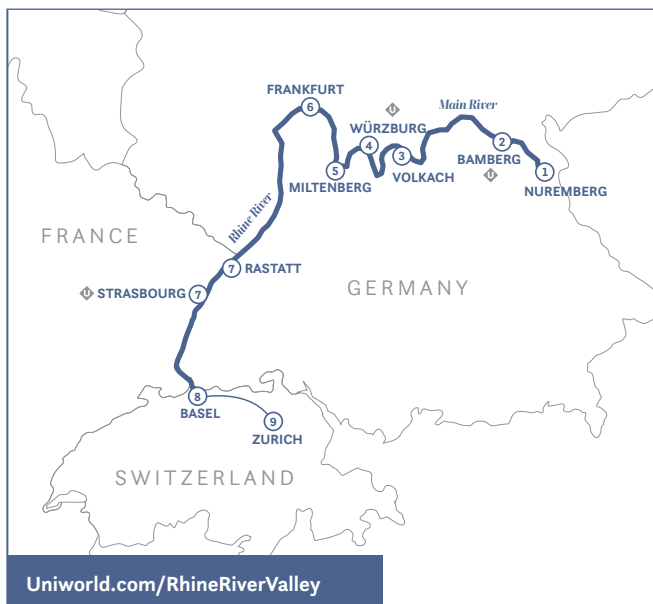 FRANKFURT
6
Main River
U
WÜRZBURG
4
3
VOLKACH
2
BAMBERG
U
1
NUREMBERG
5
MILTENBERG
Rhine River
FRANCE
7
RASTATT
GERMANY
U
STRASBOURG
7
8
BASEL
9
ZURICH
SWITZERLAND
Uniworld.com/RhineRiverValley